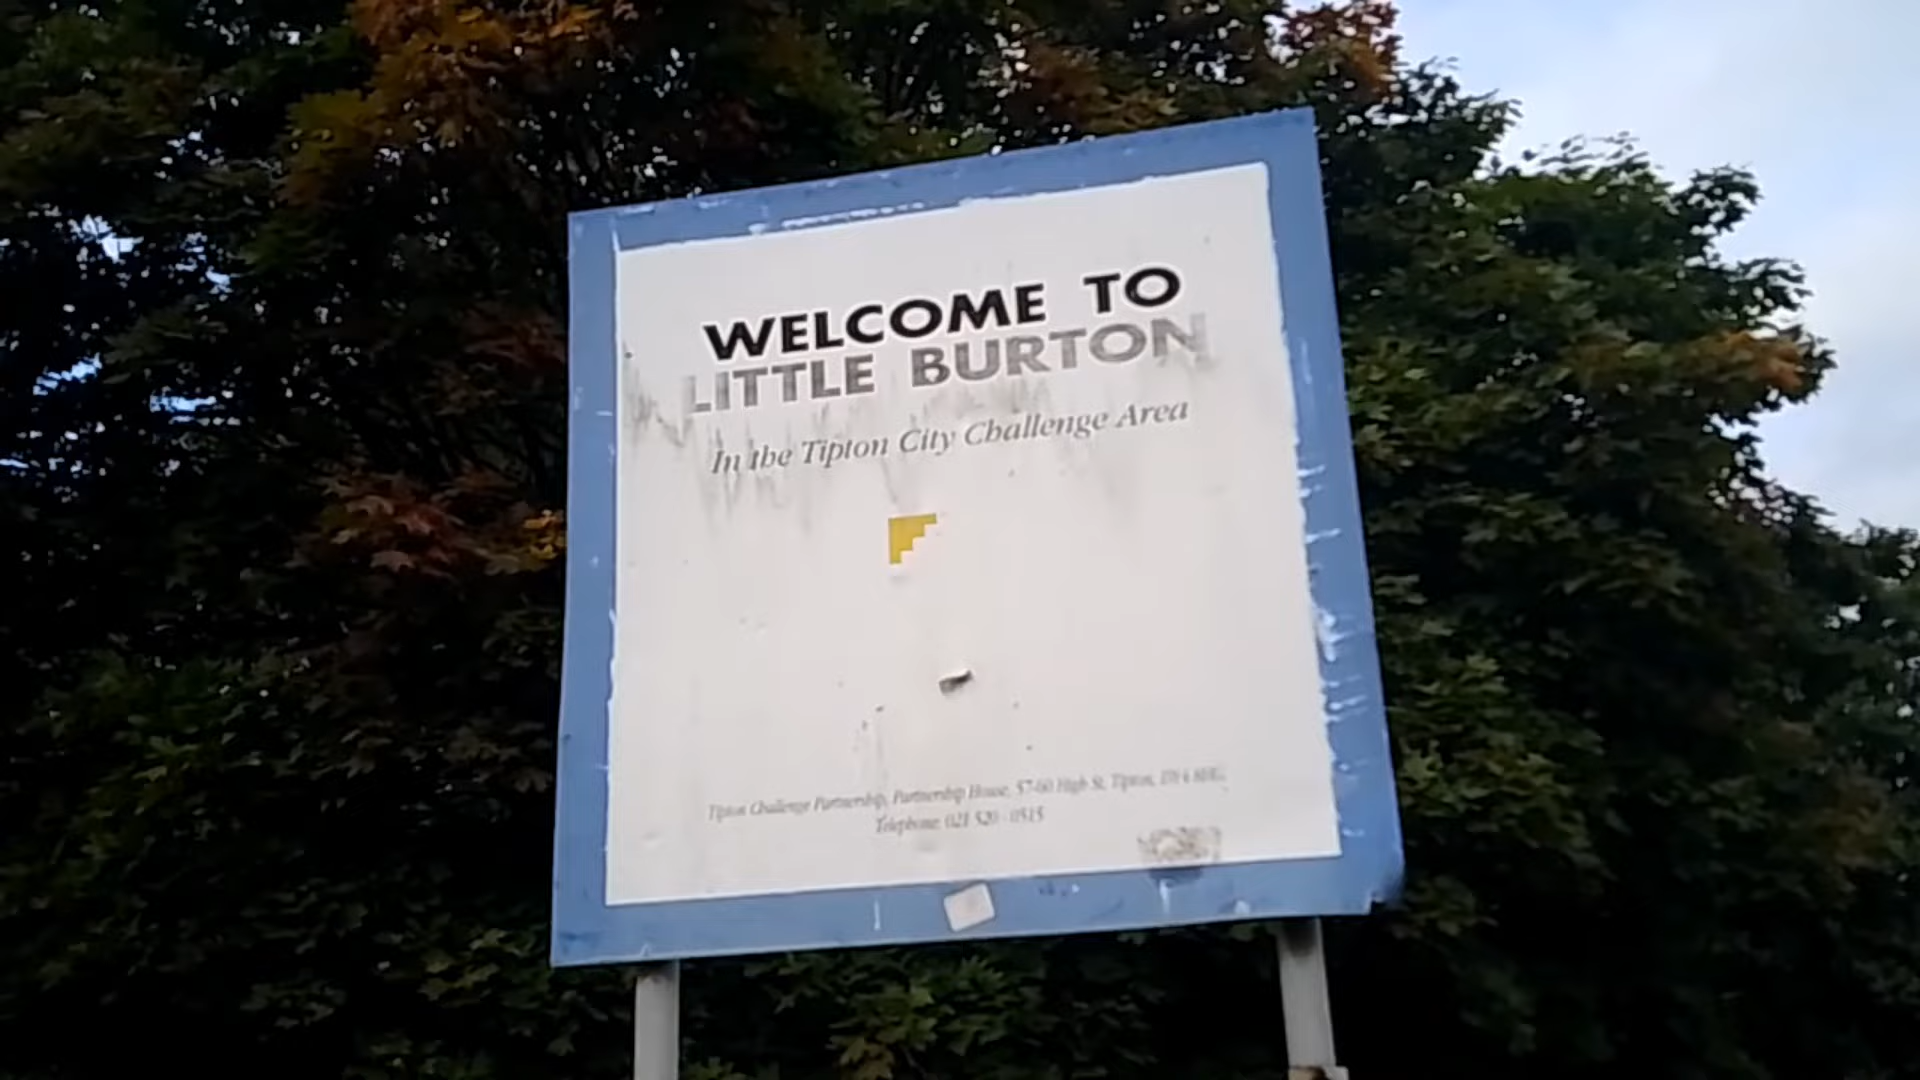 WELCOME TO
LITTLE BURTON
In the Tipton City Challenge Area
Tipton Challenge Partnership, Partnership House, 57-60 High St, Tipton,
Telephone: 021 520 - 0515